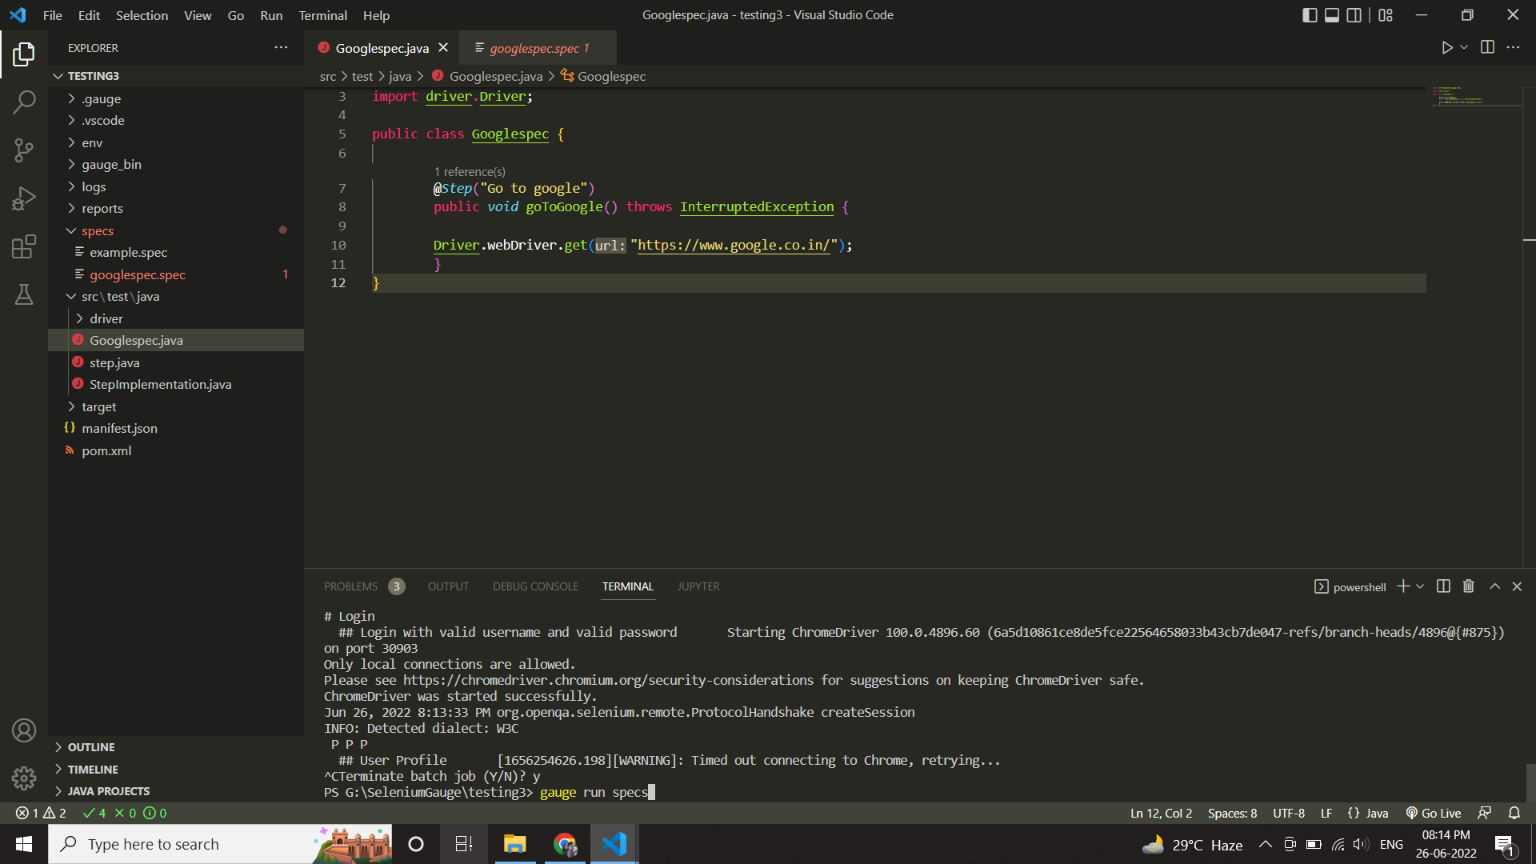 File Edit Selection View Go Run Terminal Help
Googlespec.java - testing3 - Visual Studio Code
EXPLORER
TESTING3
.gauge
.vscode
env
gauge_bin
logs
reports
specs
example.spec
googlespec.spec 1
src\test\java
driver
Googlespec.java
step.java
StepImplementation.java
target
manifest.json
pom.xml
OUTLINE
TIMELINE
JAVA PROJECTS
Googlespec.java googlespec.spec 1
src > test > java > Googlespec.java > Googlespec
3 import driver.Driver;
4
5 public class Googlespec {
6
1 reference(s)
7 @Step("Go to google")
8 public void goToGoogle() throws InterruptedException {
9
10 Driver.webDriver.get(url: "https://www.google.co.in/");
11 }
12 }
PROBLEMS 3 OUTPUT DEBUG CONSOLE TERMINAL JUPYTER
powershell
# Login
## Login with valid username and valid password Starting ChromeDriver 100.0.4896.60 (6a5d10861ce8de5fce22564658033b43cb7de047-refs/branch-heads/4896@{#875})
on port 30903
Only local connections are allowed.
Please see https://chromedriver.chromium.org/security-considerations for suggestions on keeping ChromeDriver safe.
ChromeDriver was started successfully.
Jun 26, 2022 8:13:33 PM org.openqa.selenium.remote.ProtocolHandshake createSession
INFO: Detected dialect: W3C
P P P
## User Profile [1656254626.198][WARNING]: Timed out connecting to Chrome, retrying...
^CTerminate batch job (Y/N)? y
PS G:\SeleniumGauge\testing3> gauge run specs
1 2 4 0 0
Ln 12, Col 2 Spaces: 8 UTF-8 LF {} Java Go Live
Type here to search
29°C Haze
ENG
08:14 PM
26-06-2022
1